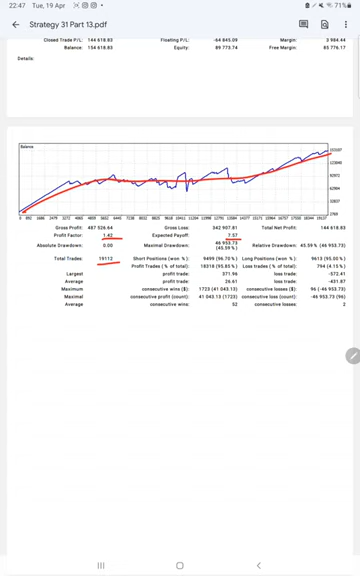 22:47 Tue, 19 Apr 71%
Strategy 31 Part 13.pdf
Closed Trade P/L: 144 618.83 Floating P/L: -64 845.09 Margin: 3 984.44
Balance: 154 618.83 Equity: 89 773.74 Free Margin: 85 776.17
Details:
Balance
Gross Profit: 487 526.64 Gross Loss: 342 907.81 Total Net Profit: 144 618.83
Profit Factor: 1.42 Expected Payoff: 7.57
Absolute Drawdown: 0.00 Maximal Drawdown: 46 953.73 (45.59 %) Relative Drawdown: 45.59 % (46 953.73)
Total Trades: 19112 Short Positions (won %): 9499 (96.70 %) Long Positions (won %): 9613 (95.00 %)
Profit Trades (% of total): 18318 (95.80 %) Loss trades (% of total): 794 (4.15 %)
Largest profit trade: 371.96 loss trade: -572.41
Average profit trade: 26.61 loss trade: -431.87
Maximum consecutive wins ($): 1723 (41 043.13) consecutive losses ($): 96 (-46 953.73)
Maximal consecutive profit (count): 41 043.13 (1723) consecutive loss (count): -46 953.73 (96)
Average consecutive wins: 52 consecutive losses: 2